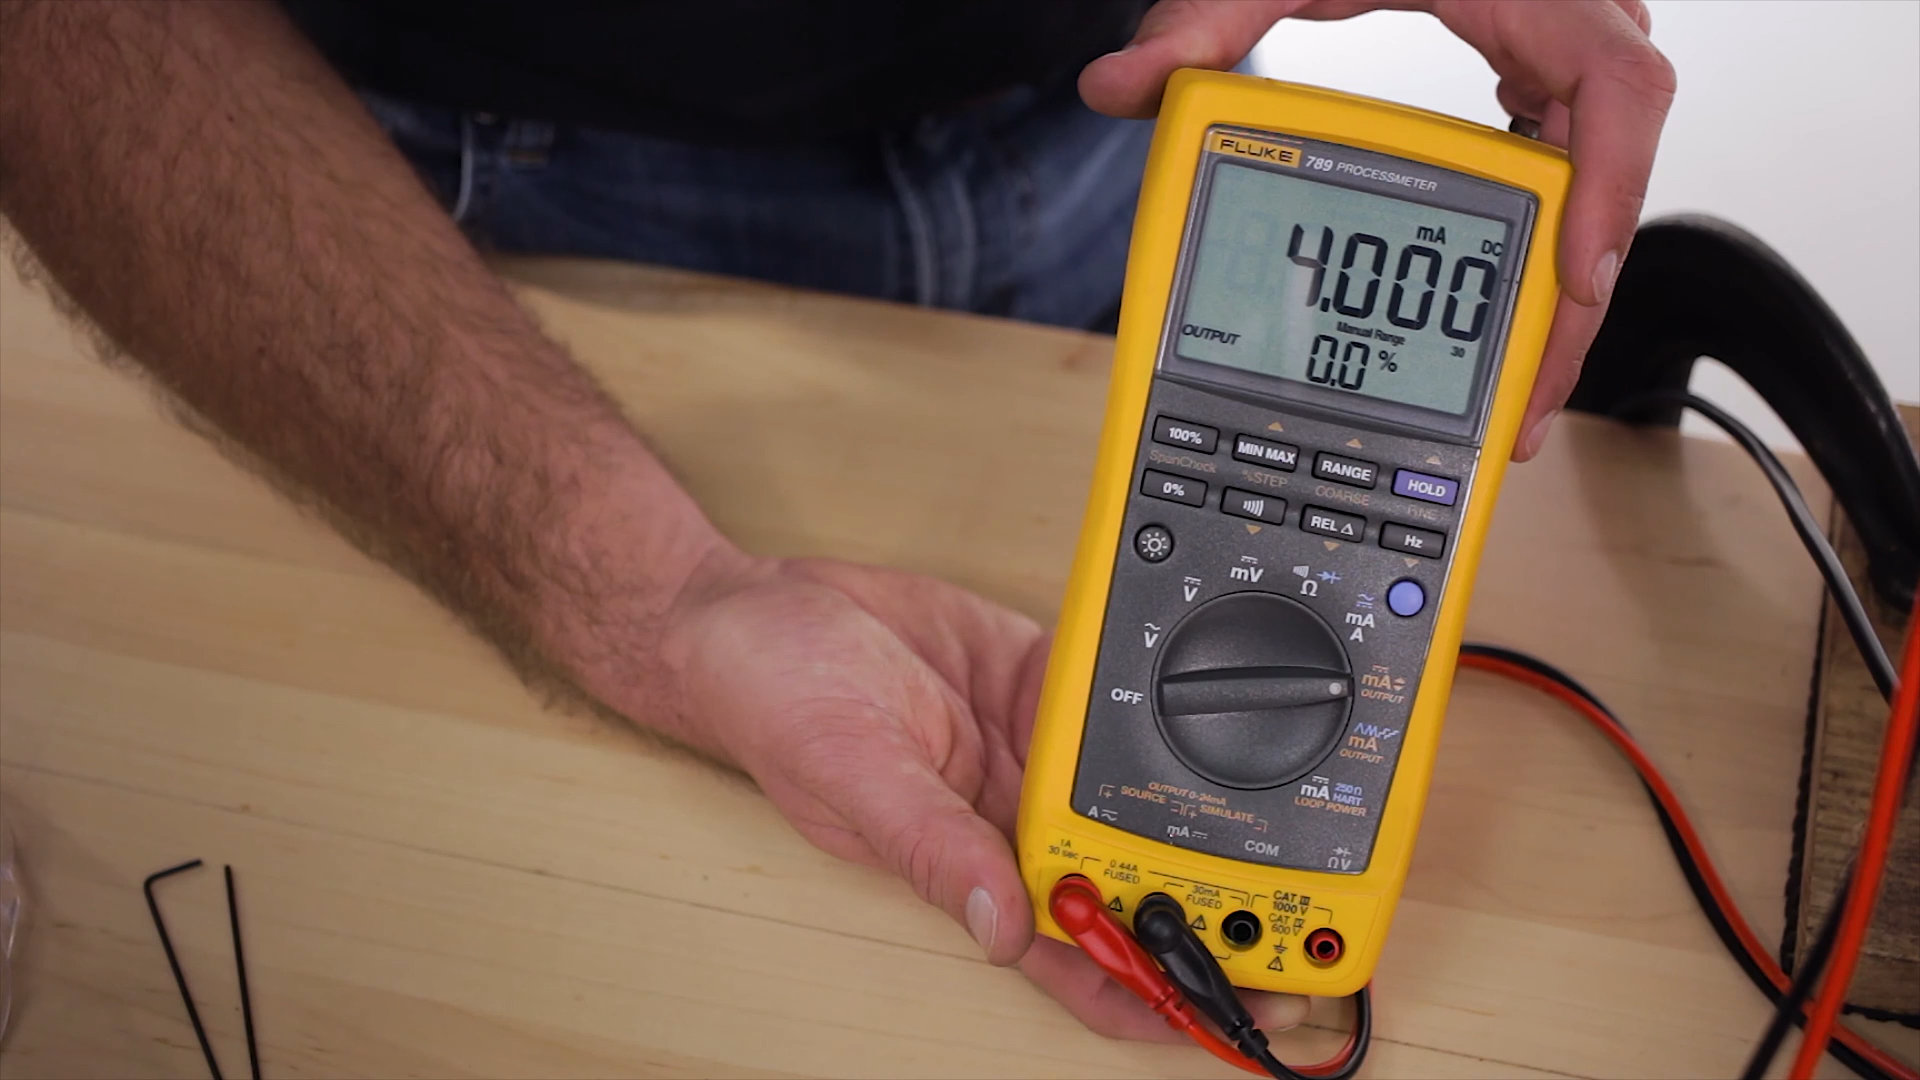 FLUKE 789 PROCESSMETER
mA DC
4.000
Manual Range
30
OUTPUT
0.0 %
100% MIN MAX RANGE HOLD
SpanCheck %STEP COARSE FINE
0% REL Δ Hz
mV
Ω
V
mA
A
V
OFF
mA
OUTPUT
mA
OUTPUT
mA 250Ω
HART
LOOP POWER
OUTPUT 0-24mA
+ SOURCE - + SIMULATE -
A mA COM ΩV
1A
30 sec
0.44A
FUSED
30mA
FUSED
CAT III
1000 V
CAT IV
600 V